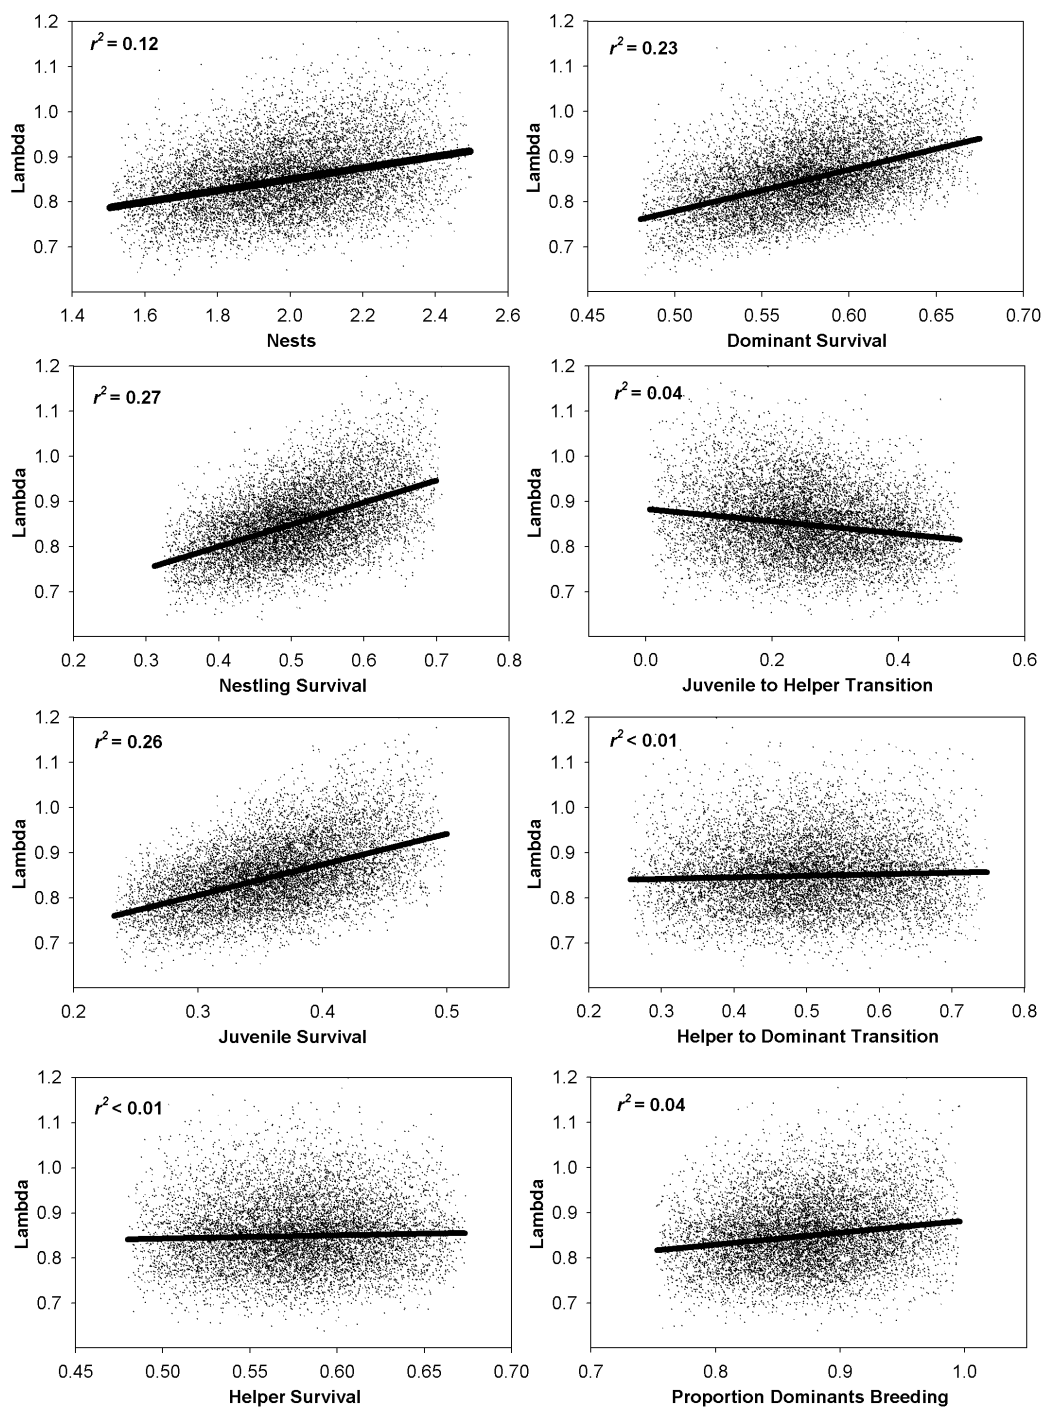 1.2
1.1
1.0
0.9
0.8
0.7
Lambda
r² = 0.12
1.4 1.6 1.8 2.0 2.2 2.4 2.6
Nests
1.2
1.1
1.0
0.9
0.8
0.7
Lambda
r² = 0.23
0.45 0.50 0.55 0.60 0.65 0.70
Dominant Survival
1.2
1.1
1.0
0.9
0.8
0.7
Lambda
r² = 0.27
0.2 0.3 0.4 0.5 0.6 0.7 0.8
Nestling Survival
1.2
1.1
1.0
0.9
0.8
0.7
Lambda
r² = 0.04
0.0 0.2 0.4 0.6
Juvenile to Helper Transition
1.2
1.1
1.0
0.9
0.8
0.7
Lambda
r² = 0.26
0.2 0.3 0.4 0.5
Juvenile Survival
1.2
1.1
1.0
0.9
0.8
0.7
Lambda
r² < 0.01
0.2 0.3 0.4 0.5 0.6 0.7 0.8
Helper to Dominant Transition
1.2
1.1
1.0
0.9
0.8
0.7
Lambda
r² < 0.01
0.45 0.50 0.55 0.60 0.65 0.70
Helper Survival
1.2
1.1
1.0
0.9
0.8
0.7
Lambda
r² = 0.04
0.7 0.8 0.9 1.0
Proportion Dominants Breeding